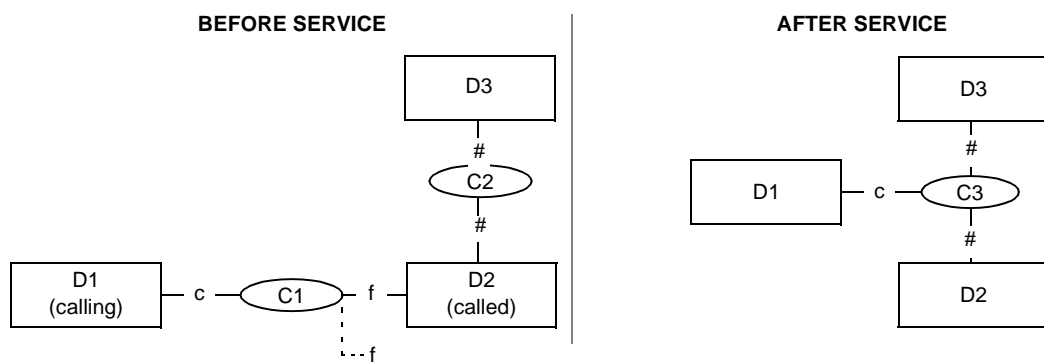 BEFORE SERVICE
D3
#
C2
#
D1
(calling)
c
C1
f
D2
(called)
f
AFTER SERVICE
D3
#
D1
c
C3
#
D2